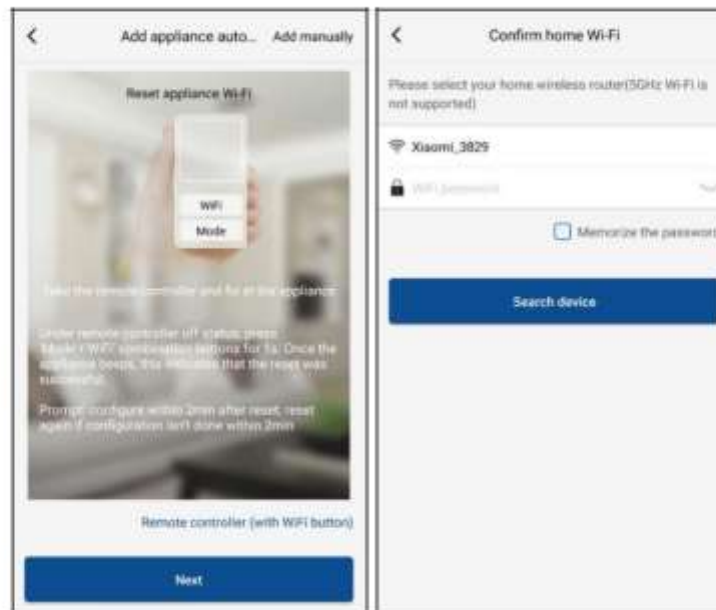 Add appliance auto... Add manually
Reset appliance Wi-Fi
WiFi
Mode
Take the remote controller and fix at the appliance
Under remote controller off status, press
'Mode+WiFi' combination buttons for 1s. Once the
appliance beeps, this indicates that the reset was
successful.
Prompt: configure within 2min after reset, reset
again if configuration isn't done within 2min
Remote controller (with WiFi button)
Next
Confirm home Wi-Fi
Please select your home wireless router(5GHz Wi-Fi is
not supported)
Xiaomi_3829
WiFi password
Memorize the password
Search device